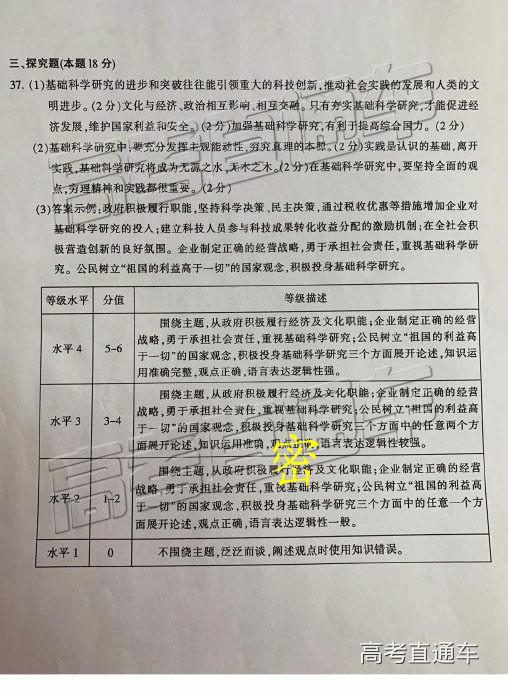 三、探究题(本题18分)
37. (1)基础科学研究的进步和突破往往能引领重大的科技创新,推动社会实践的发展和人类的文
明进步。(2分)文化与经济、政治相互影响、相互交融。只有夯实基础科学研究,才能促进经
济发展,维护国家利益和安全。(2分)加强基础科学研究,有利于提高综合国力。(2分)
(2)基础科学研究中,要充分发挥主观能动性,穷究真理的本源。(2分)实践是认识的基础,离开
实践,基础科学研究将成为无源之水,无本之木。(2分)在基础科学研究中,要坚持全面的观
点,穷理精神和实践都很重要。(2分)
(3)答案示例:政府积极履行职能,坚持科学决策、民主决策,通过税收优惠等措施增加企业对
基础科学研究的投入;建立科技人员参与科技成果转化收益分配的激励机制;在全社会积
极营造创新的良好氛围。企业制定正确的经营战略,勇于承担社会责任,重视基础科学研
究。公民树立“祖国的利益高于一切”的国家观念,积极投身基础科学研究。
等级水平 分值 等级描述
水平4 5-6 围绕主题,从政府积极履行经济及文化职能;企业制定正确的经营
战略,勇于承担社会责任,重视基础科学研究;公民树立“祖国的利益高
于一切”的国家观念,积极投身基础科学研究三个方面展开论述,知识运
用准确完整,观点正确,语言表达逻辑性强。
水平3 3-4 围绕主题,从政府积极履行经济及文化职能;企业制定正确的经营
战略,勇于承担社会责任,重视基础科学研究;公民树立“祖国的利益高
于一切”的国家观念,积极投身基础科学研究三个方面中的任意两个方
面展开论述,知识运用准确,观点正确,语言表达逻辑性较强。
水平2 1-2 围绕主题,从政府积极履行经济及文化职能;企业制定正确的经营
战略,勇于承担社会责任,重视基础科学研究;公民树立“祖国的利益高
于一切”的国家观念,积极投身基础科学研究三个方面中的任意一个方
面展开论述,观点正确,语言表达逻辑性一般。
水平1 0 不围绕主题,泛泛而谈,阐述观点时使用知识错误。
密
高考直通车
高考直通车
高考直通车